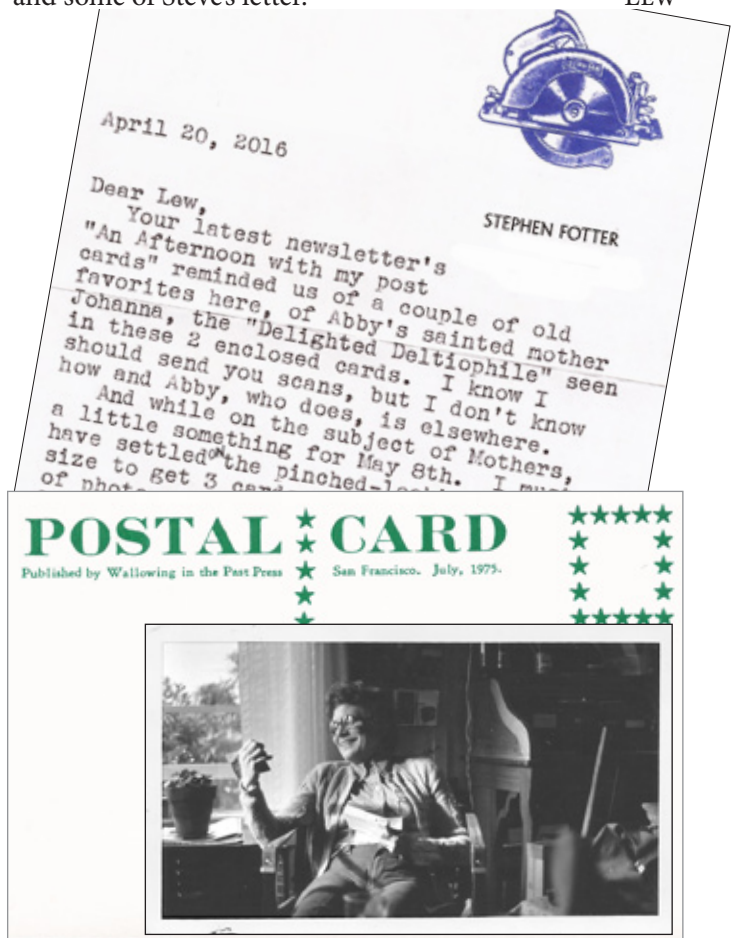 and some of Steve's letter. LEW
April 20, 2016
STEPHEN FOTTER
Dear Lew,
Your latest newsletter's
"An Afternoon with my post
cards" reminded us of a couple of old
favorites here, of Abby's sainted mother
Johanna, the "Delighted Deltiophile" seen
in these 2 enclosed cards. I know I
should send you scans, but I don't know
how and Abby, who does, is elsewhere.
And while on the subject of Mothers,
a little something for May 8th. I
have settled on the
size to get 3
of
POSTAL CARD
Published by Wallowing in the Past Press San Francisco. July, 1975.